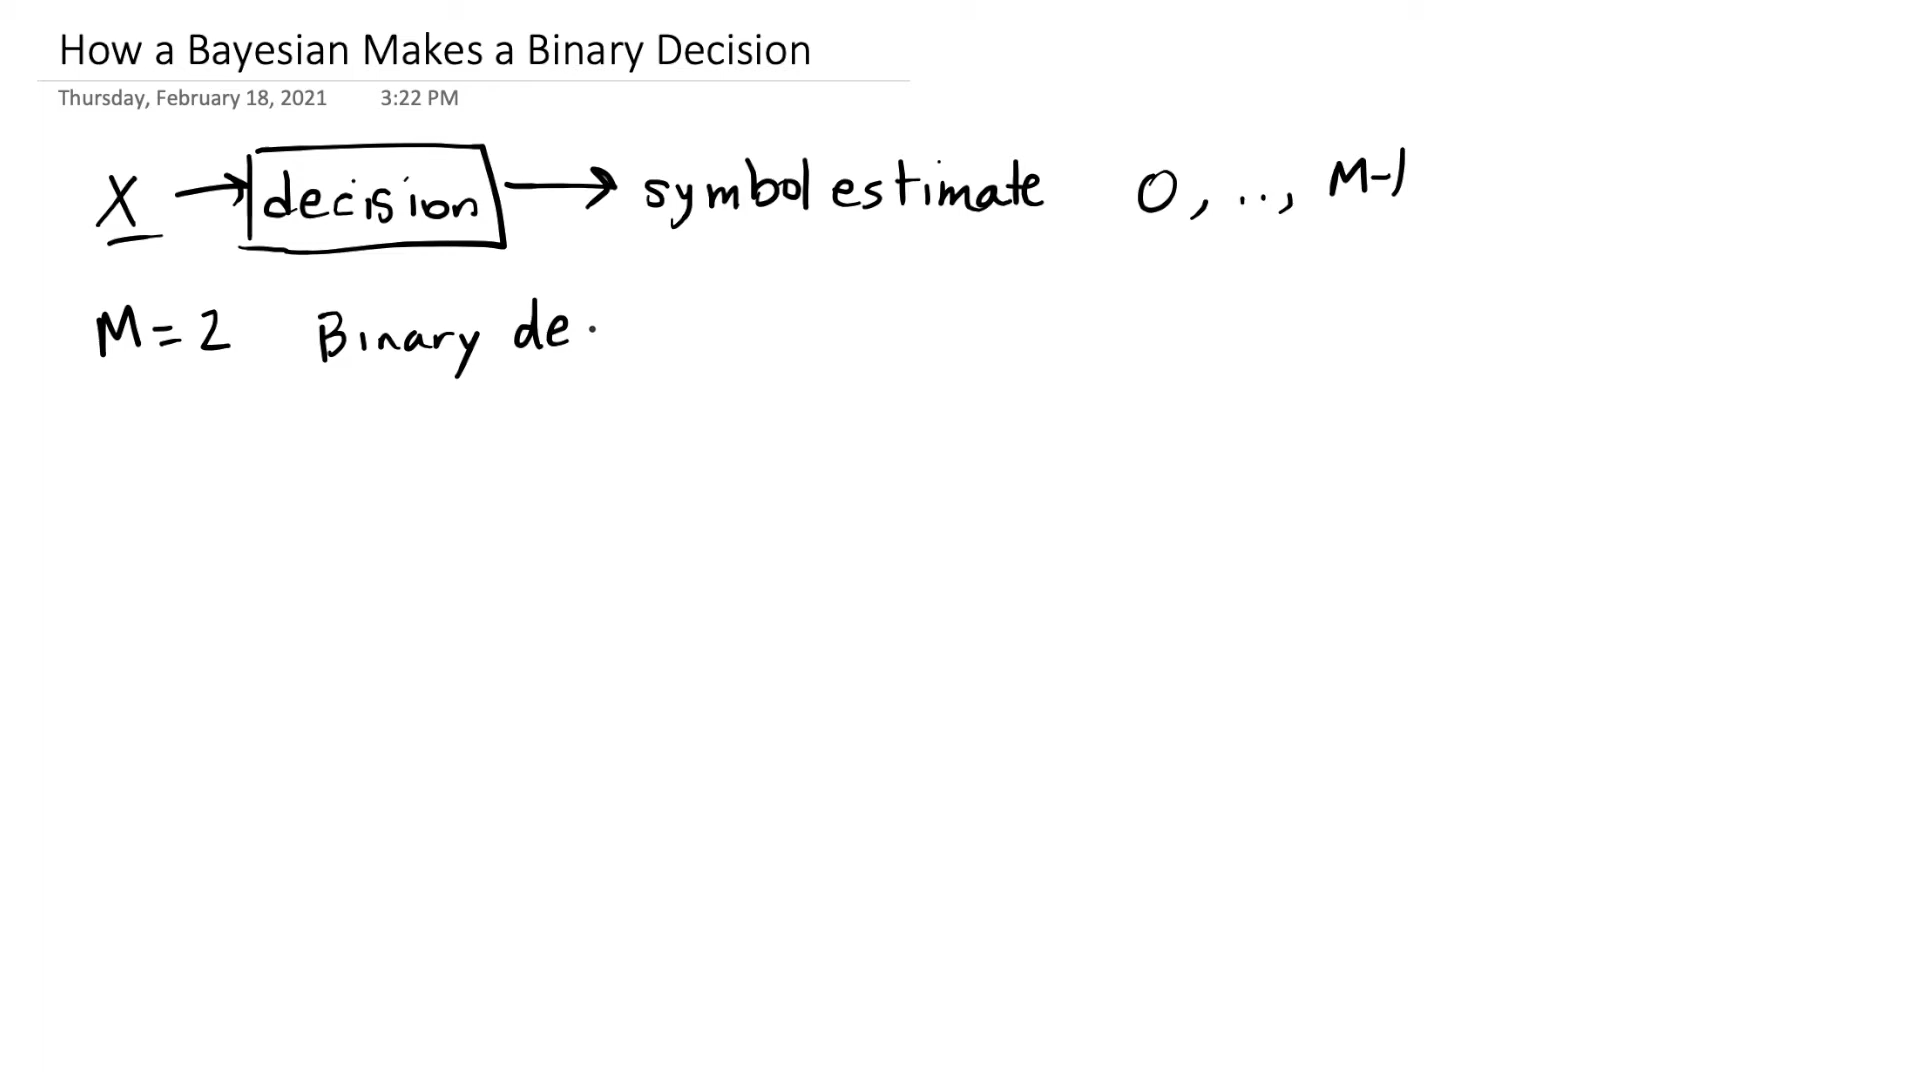 How a Bayesian Makes a Binary Decision
Thursday, February 18, 2021 3:22 PM
X → decision → symbol estimate 0, .., M-1
M = 2 Binary de